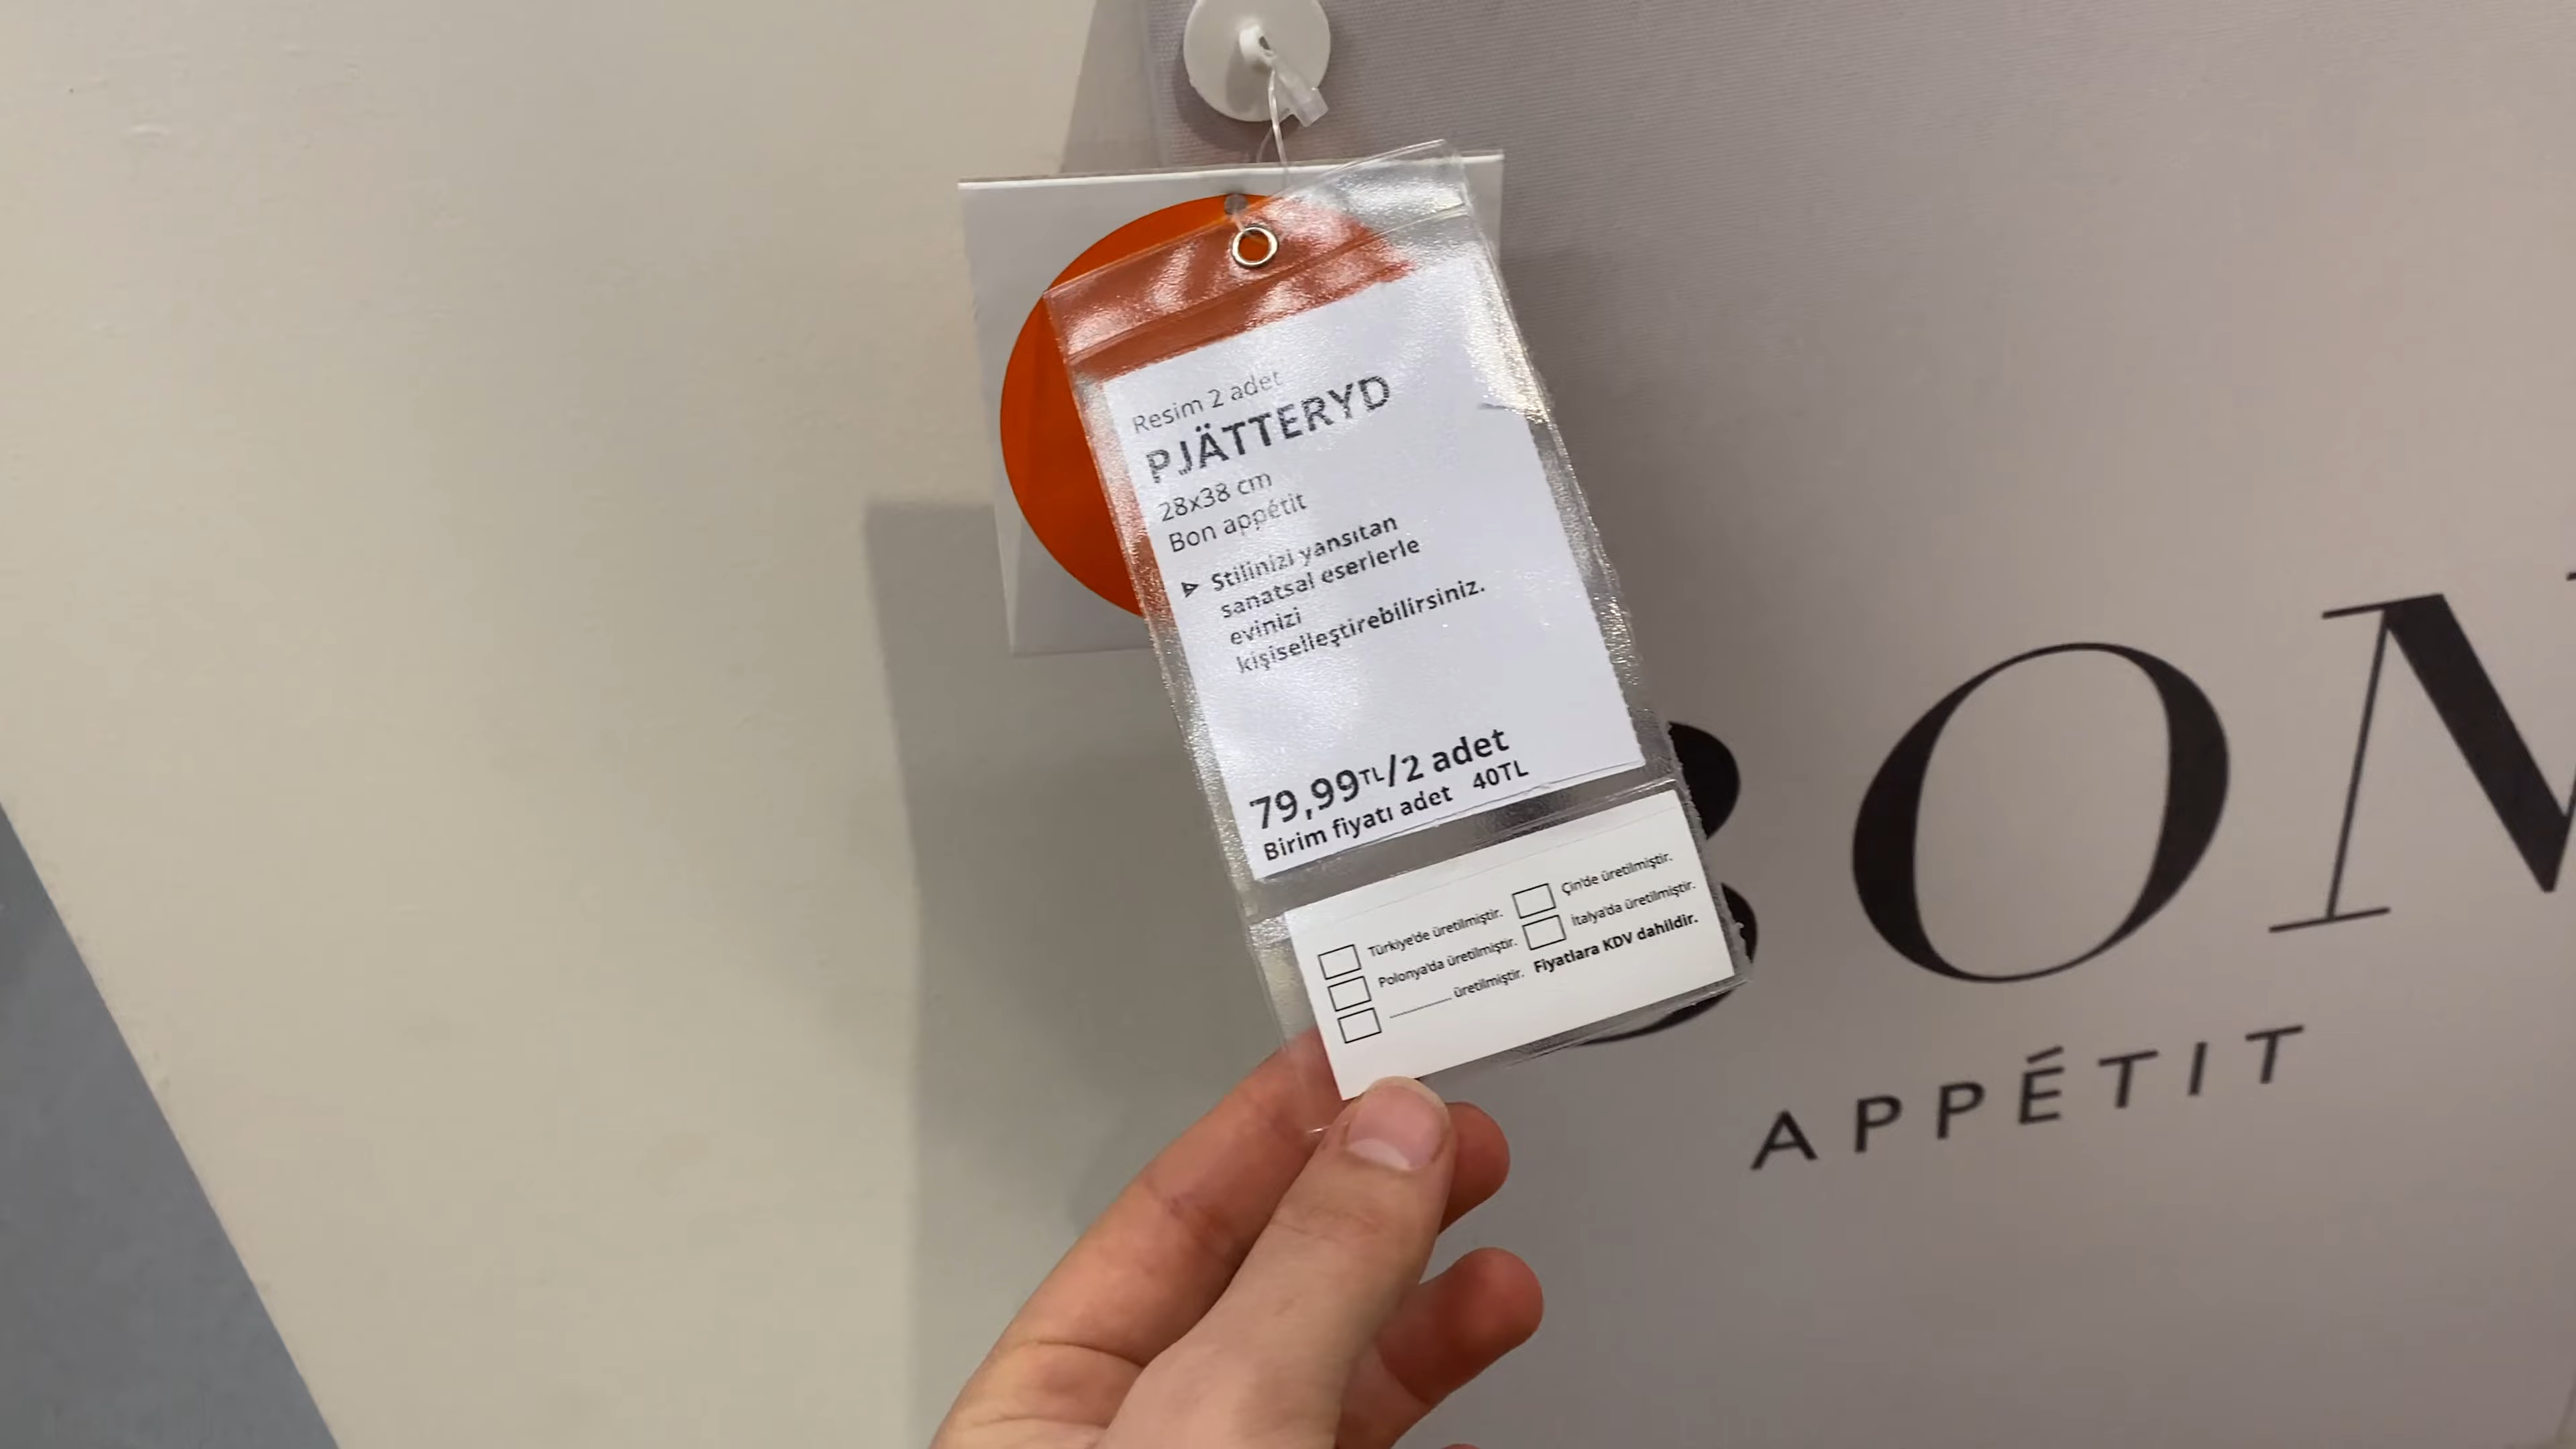 Resim 2 adet
PJÄTTERYD
28x38 cm
Bon appétit
Stilinizi yansıtan
sanatsal eserlerle
evinizi
kişiselleştirebilirsiniz.
79,99TL/2 adet
Birim fiyatı adet 40TL
Türkiye'de üretilmiştir.
Çin'de üretilmiştir.
Polonya'da üretilmiştir.
İtalya'da üretilmiştir.
________ üretilmiştir. Fiyatlara KDV dahildir.
BON
APPÉTIT